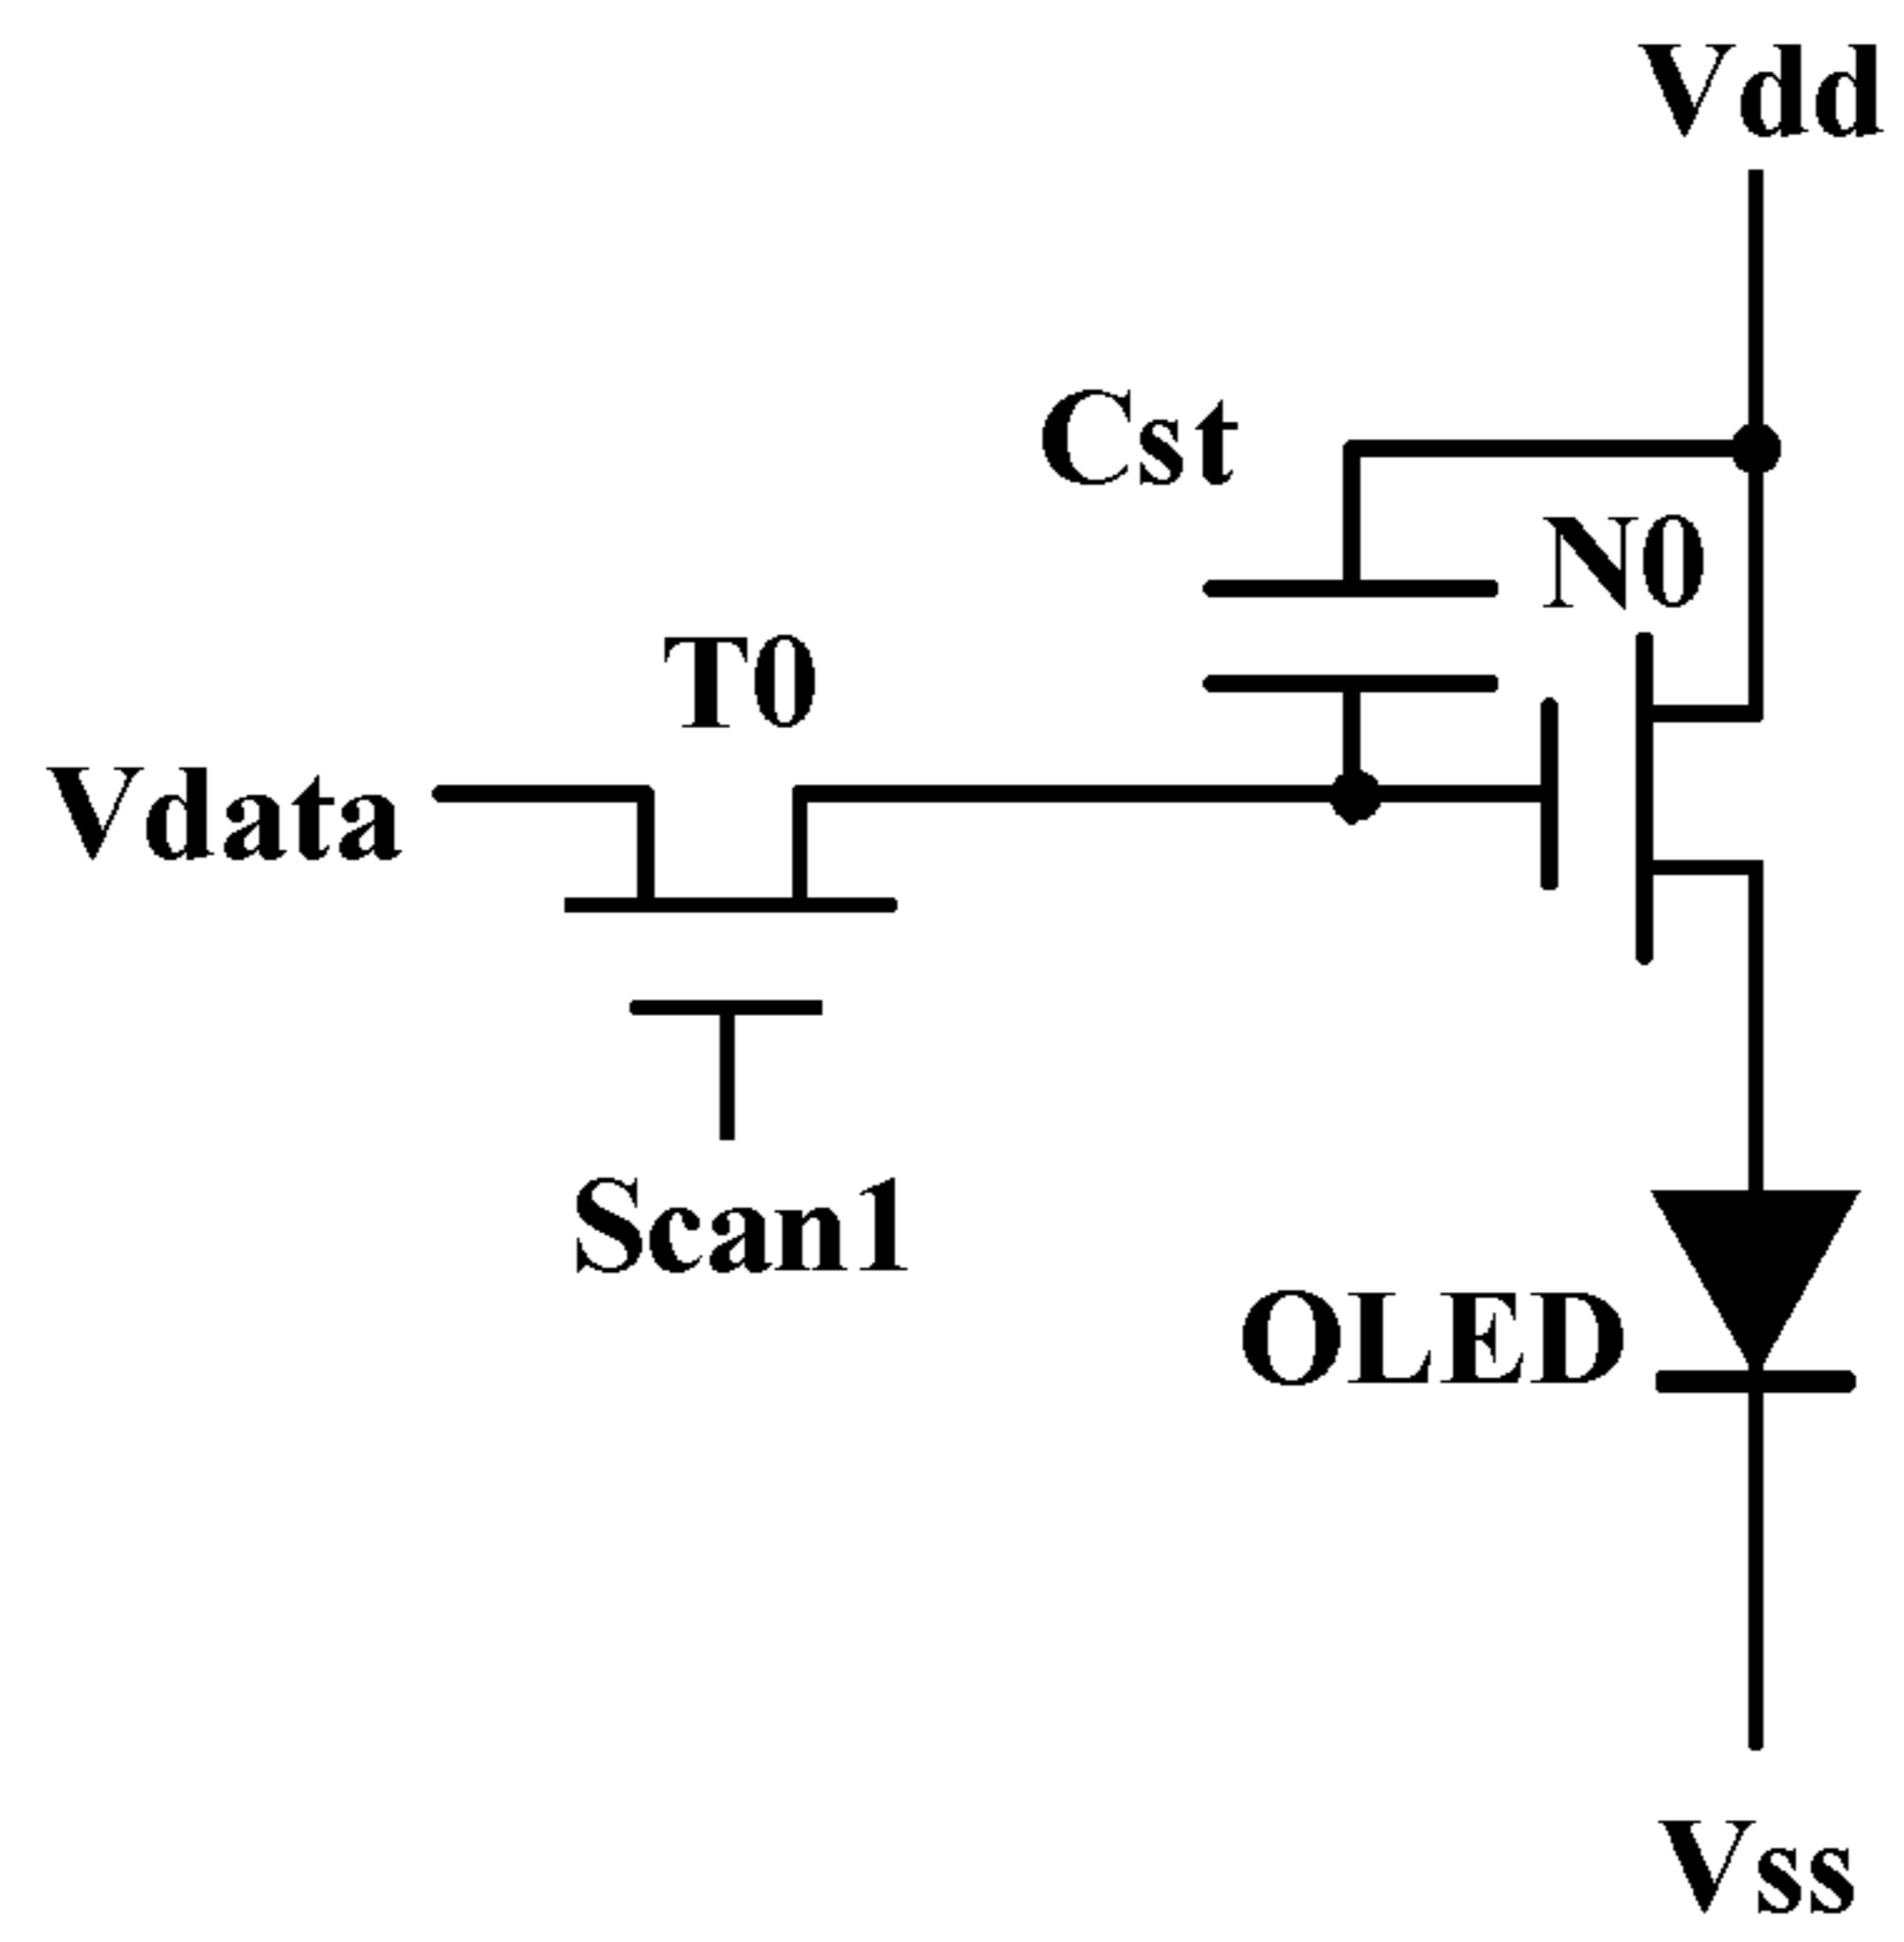 Vdd
Cst
N0
T0
Vdata
Scan1
OLED
Vss